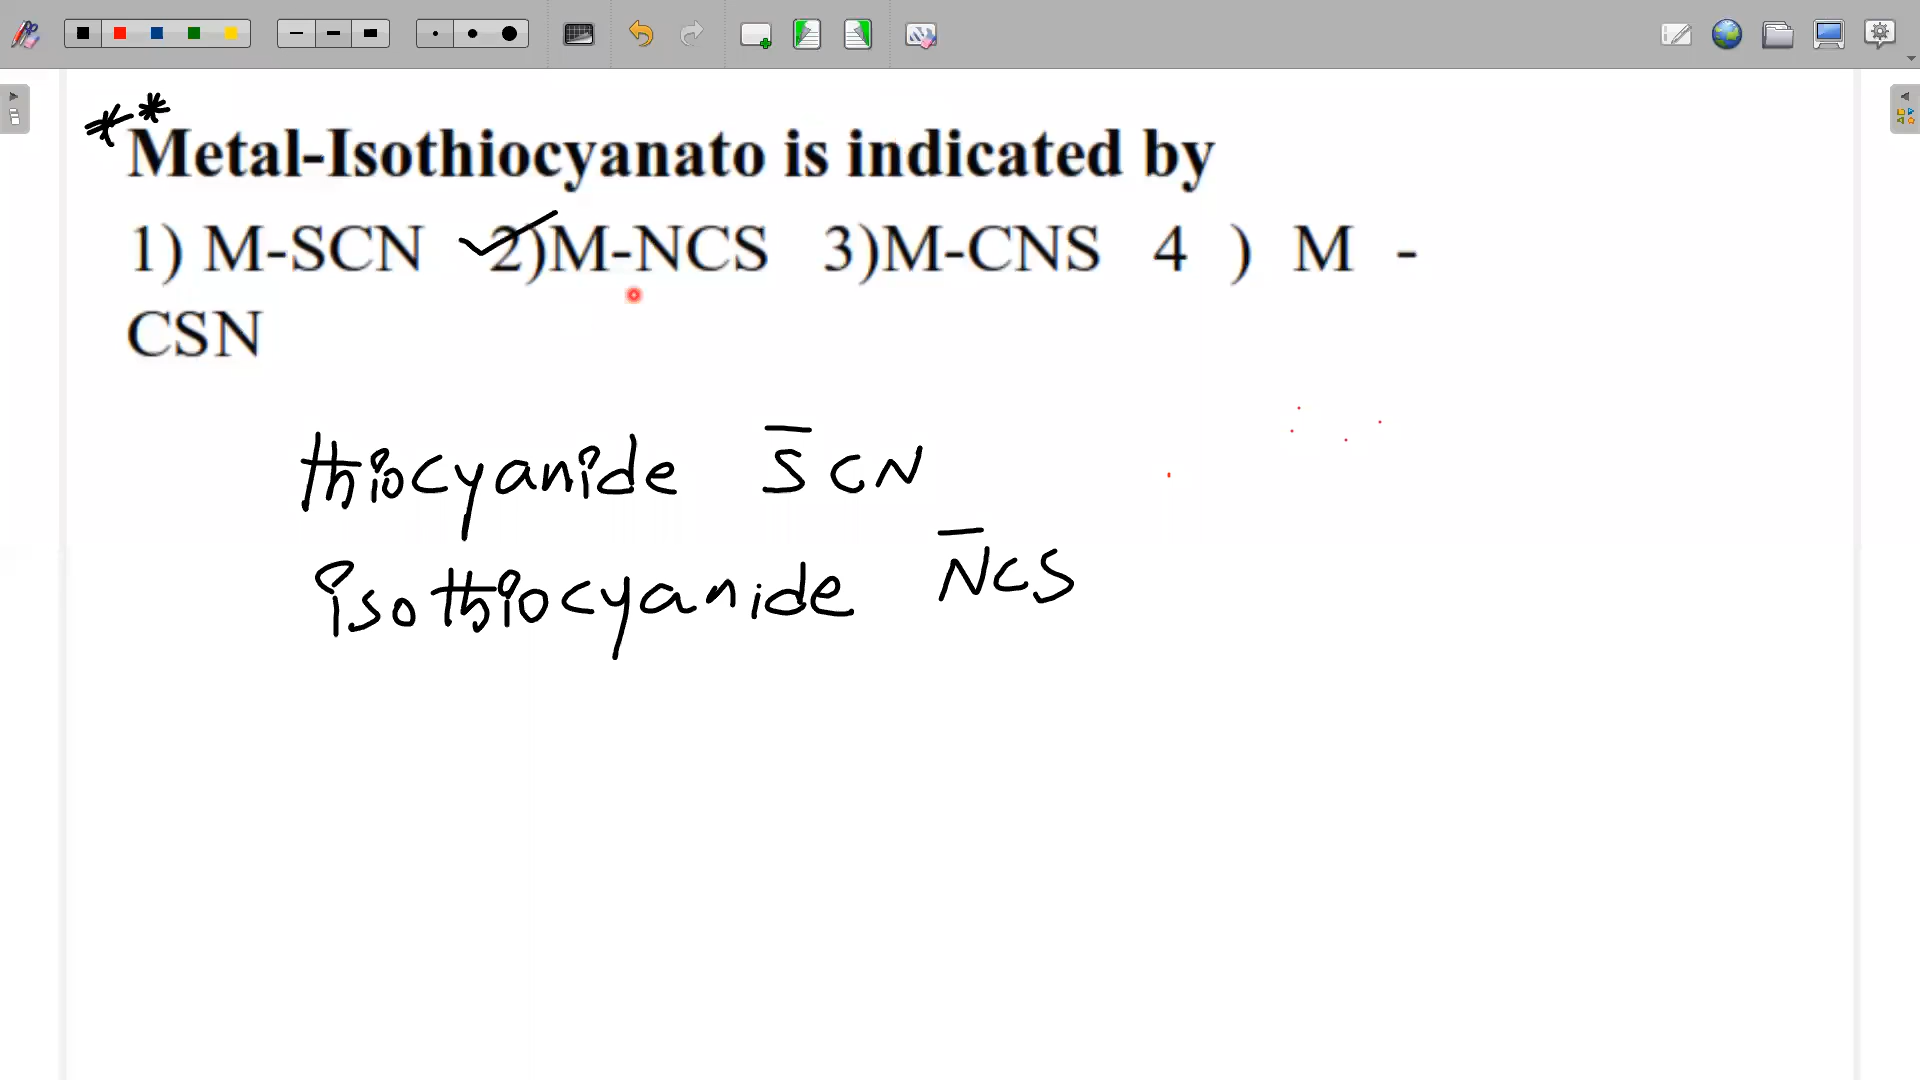 ** Metal-Isothiocyanato is indicated by
1) M-SCN 2)M-NCS 3)M-CNS 4 ) M -
CSN
thiocyanide S̅CN
isothiocyanide N̅CS